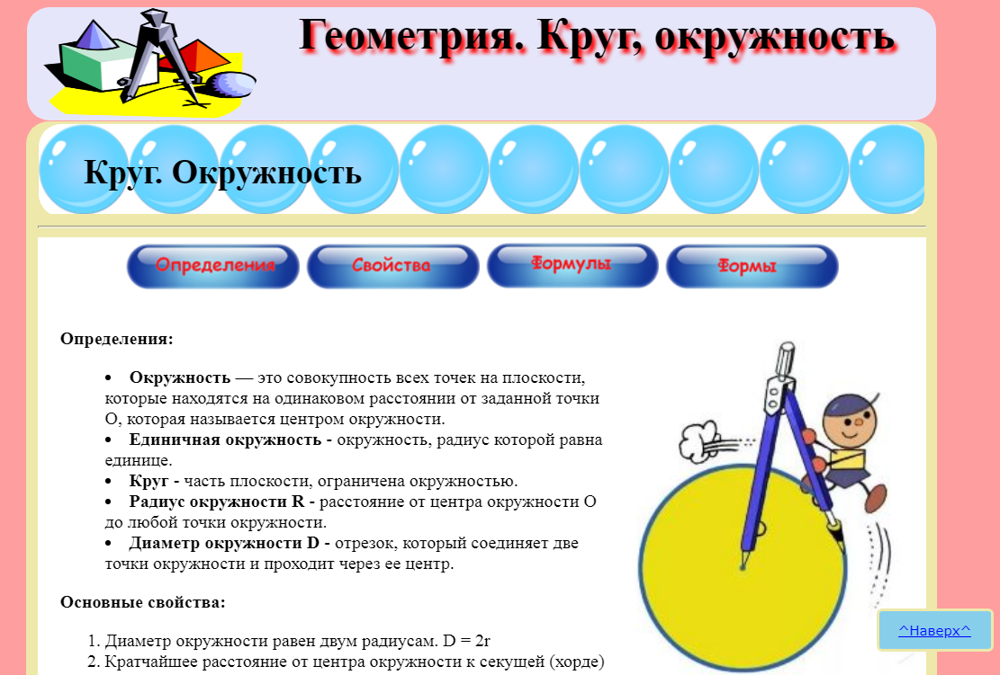 Геометрия. Круг, окружность
Круг. Окружность
Определения Свойства Формулы Формы
Определения:
• Окружность — это совокупность всех точек на плоскости,
которые находятся на одинаковом расстоянии от заданной точки
О, которая называется центром окружности.
• Единичная окружность - окружность, радиус которой равна
единице.
• Круг - часть плоскости, ограничена окружностью.
• Радиус окружности R - расстояние от центра окружности О
до любой точки окружности.
• Диаметр окружности D - отрезок, который соединяет две
точки окружности и проходит через ее центр.
Основные свойства:
1. Диаметр окружности равен двум радиусам. D = 2r
2. Кратчайшее расстояние от центра окружности к секущей (хорде)
^Наверх^